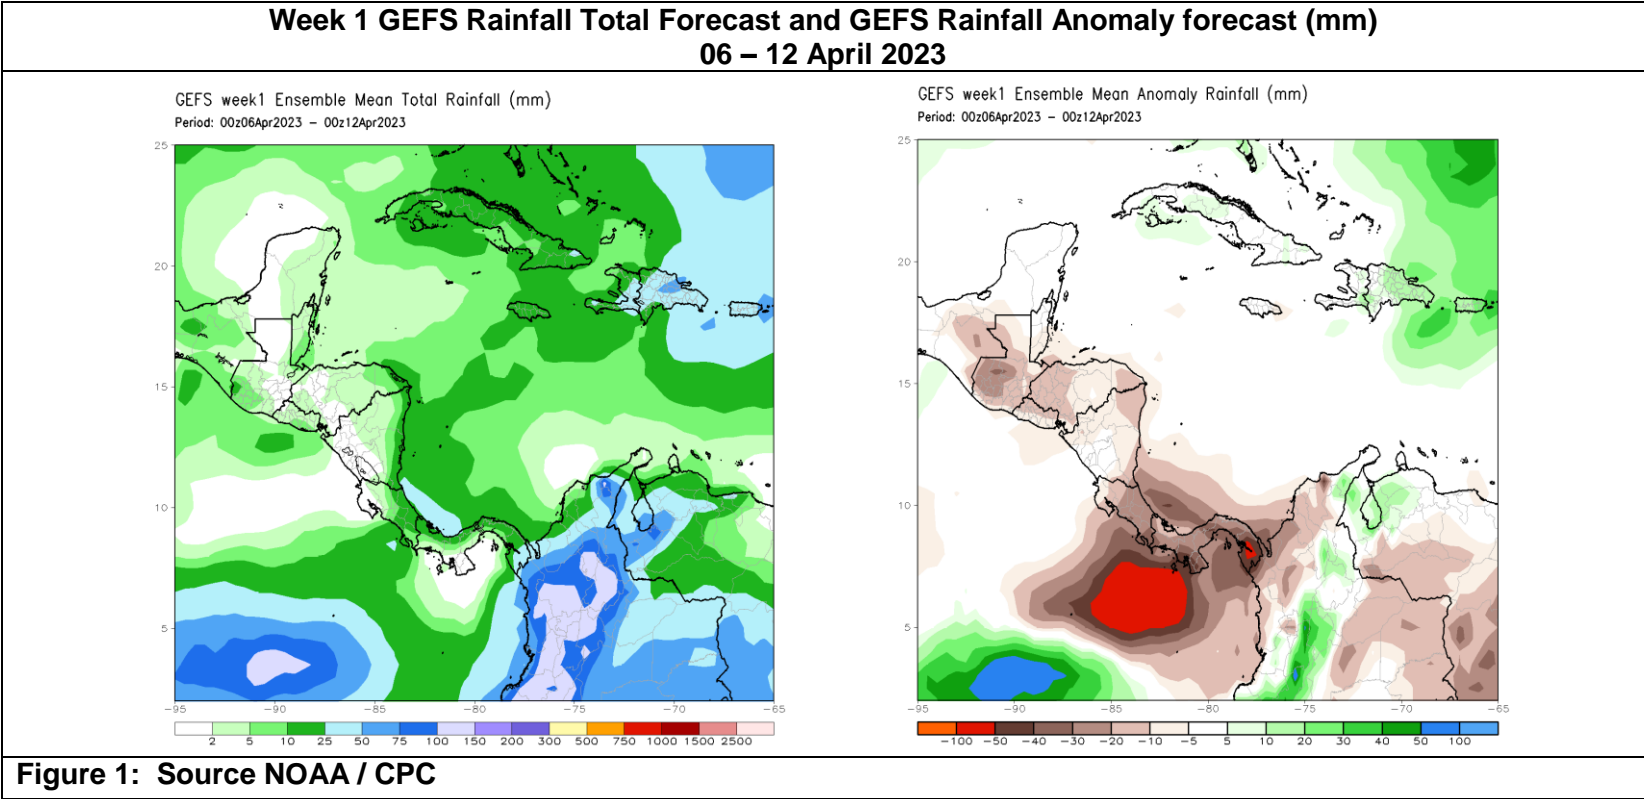 Week 1 GEFS Rainfall Total Forecast and GEFS Rainfall Anomaly forecast (mm)
06 – 12 April 2023
GEFS week1 Ensemble Mean Total Rainfall (mm)
Period: 00z06Apr2023 – 00z12Apr2023
25
20
15
10
5
−95 −90 −85 −80 −75 −70 −65
2 5 10 25 50 75 100 150 200 300 500 750 1000 1500 2500
GEFS week1 Ensemble Mean Anomaly Rainfall (mm)
Period: 00z06Apr2023 – 00z12Apr2023
25
20
15
10
5
−95 −90 −85 −80 −75 −70 −65
−100 −50 −40 −30 −20 −10 −5 5 10 20 30 40 50 100
Figure 1: Source NOAA / CPC